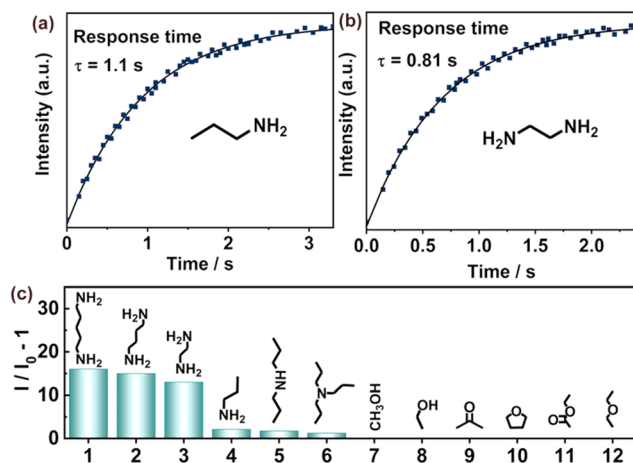 (a)
Response time
τ = 1.1 s
NH2
Intensity (a.u.)
0 1 2 3
Time / s
(b)
Response time
τ = 0.81 s
H2N
NH2
Intensity (a.u.)
0.0 0.5 1.0 1.5 2.0
Time / s
(c)
I / I0 - 1
30
20
10
0
NH2
NH2
H2N
NH2
H2N
NH2
NH2
NH
N
CH3OH
OH
O
O
O
O
O
1 2 3 4 5 6 7 8 9 10 11 12